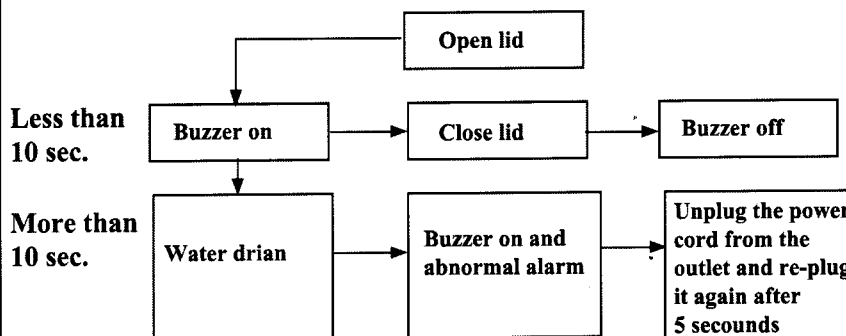 Open lid
Less than
10 sec.
Buzzer on
Close lid
Buzzer off
More than
10 sec.
Water drian
Buzzer on and
abnormal alarm
Unplug the power
cord from the
outlet and re-plug
it again after
5 secounds